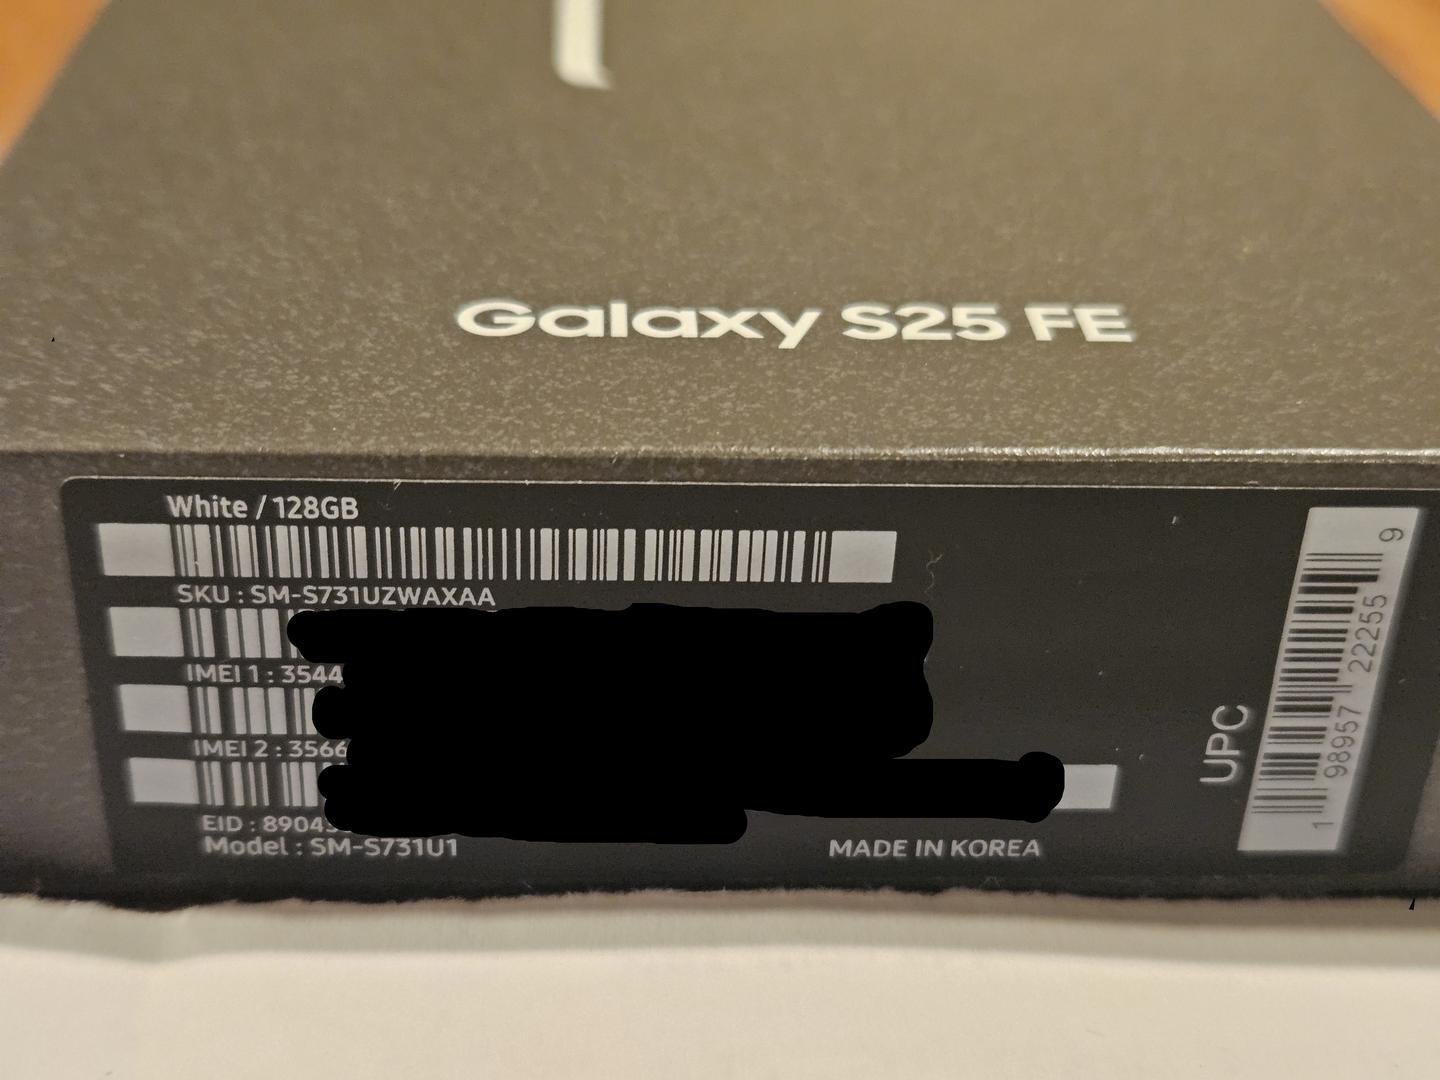 Galaxy S25 FE
White / 128GB
SKU : SM-S731UZWAXAA
IMEI 1 : 3544
IMEI 2 : 3566
EID : 8904
Model : SM-S731U1
MADE IN KOREA
UPC
1 98957 22255 9